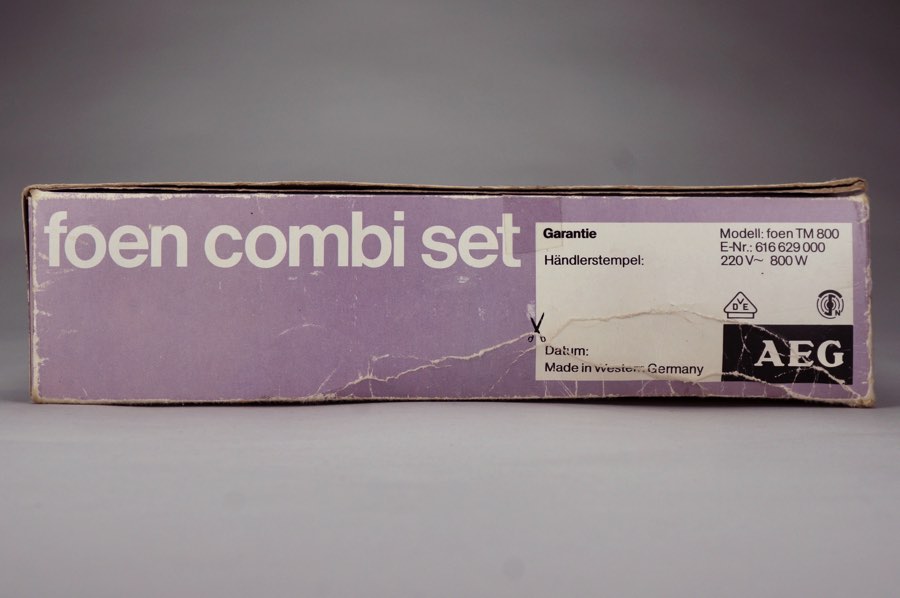 foen combi set
Garantie
Händlerstempel:
Datum:
Made in Western Germany
Modell: foen TM 800
E-Nr.: 616 629 000
220 V~ 800 W
DVE
AEG